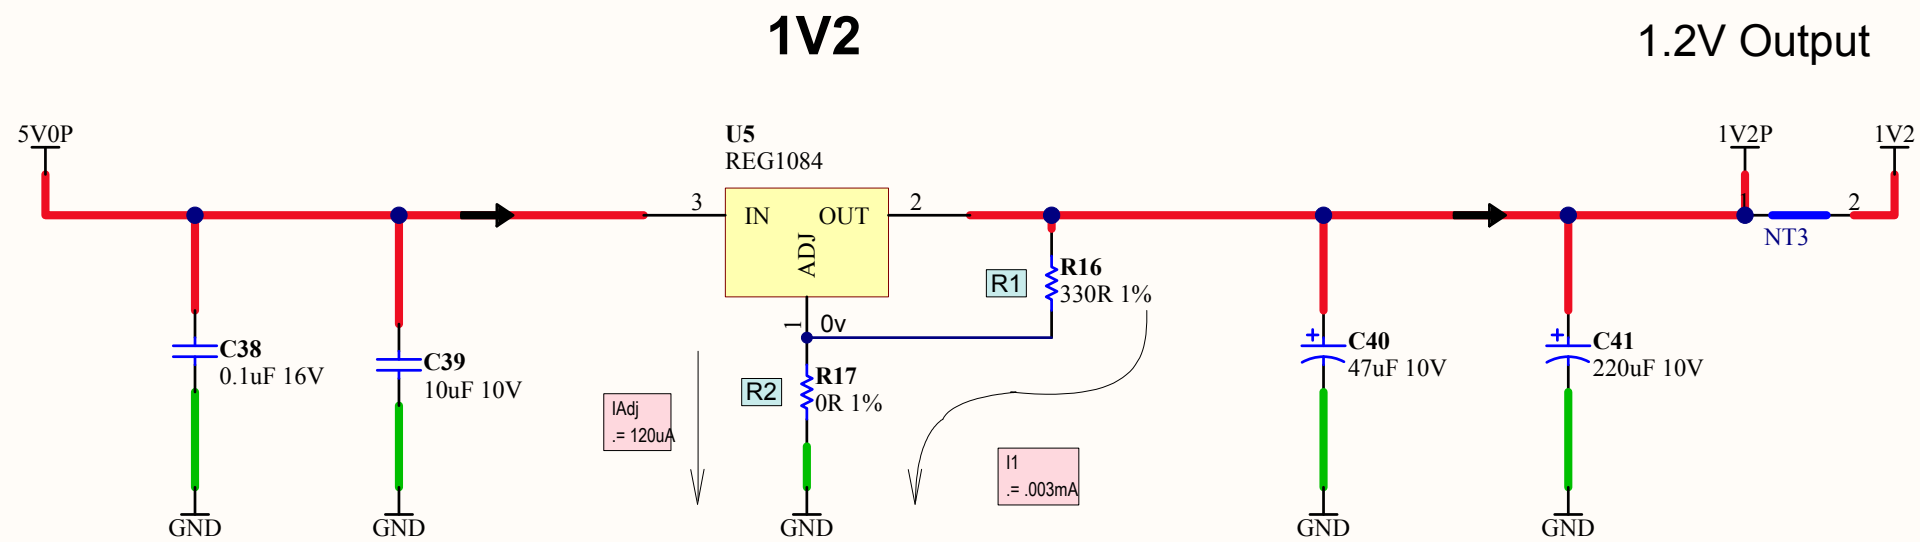 1V2
1.2V Output
5V0P
U5
REG1084
1V2P
1V2
3
IN
OUT
2
ADJ
1
2
NT3
R1
R16
330R 1%
1
0v
C38
0.1uF 16V
C39
10uF 10V
R2
R17
0R 1%
C40
47uF 10V
C41
220uF 10V
IAdj
.= 120uA
I1
.= .003mA
GND
GND
GND
GND
GND